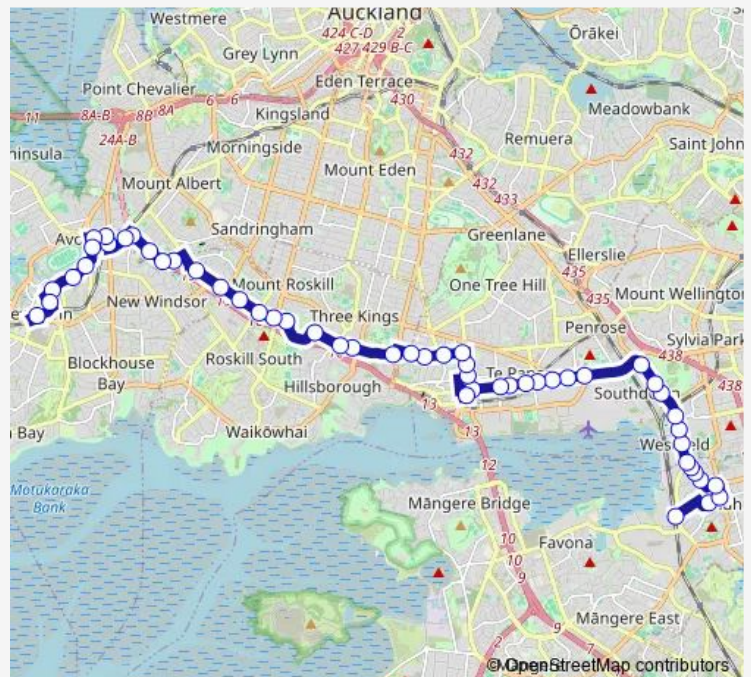 Auckland
Westmere
424 C-D
2
427
429 B-C
Ōrākei
Grey Lynn
Point Chevalier
Eden Terrace
6
6
430
Meadowbank
11
8A-B
8B
8A
Kingsland
24A-B
Morningside
432
Remuera
Saint John
Mount Eden
Mount Albert
432
433
Sandringham
Greenlane
Ellerslie
435
One Tree Hill
435
Mount Wellington
New Windsor
Mount Roskill
Three Kings
Penrose
Sylvia Park
438
Roskill South
438
Blockhouse
Bay
Hillsborough
13
13
Waikōwhai
12
Motukaraka
Bank
Māngere Bridge
10
10
9
Favona
Māngere East
9
2
7
© OpenStreetMap contributors